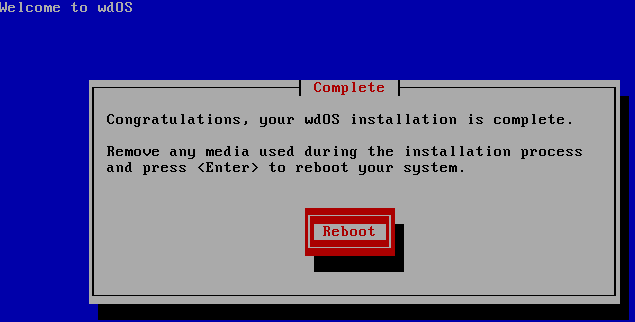 Welcome to wdOS
Complete
Congratulations, your wdOS installation is complete.
Remove any media used during the installation process
and press <Enter> to reboot your system.
Reboot